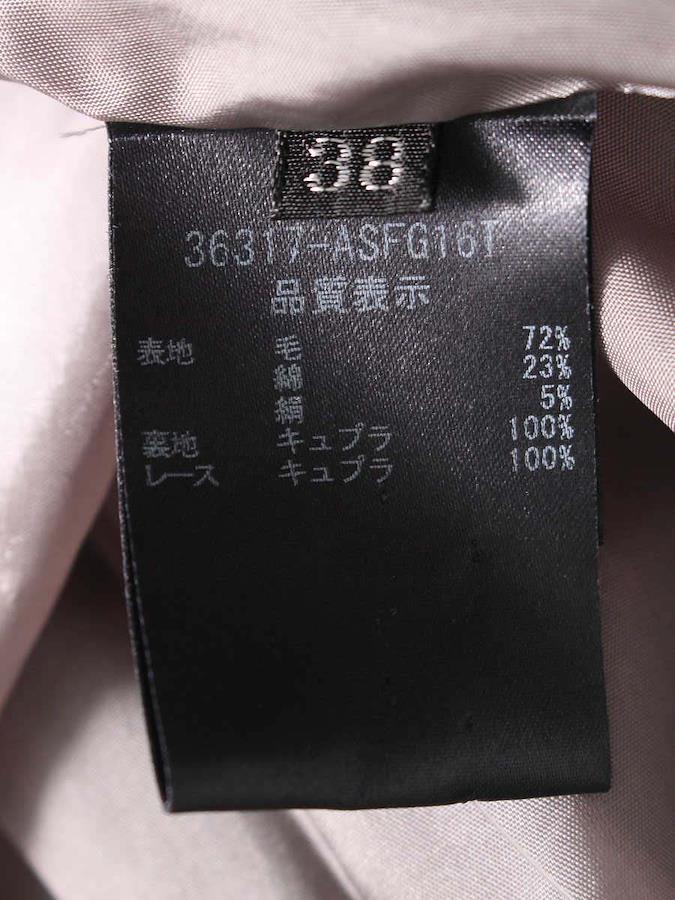 38
36317-ASFG16T
品質表示
表地 毛 72%
綿 23%
絹 5%
裏地 キュプラ 100%
レース キュプラ 100%